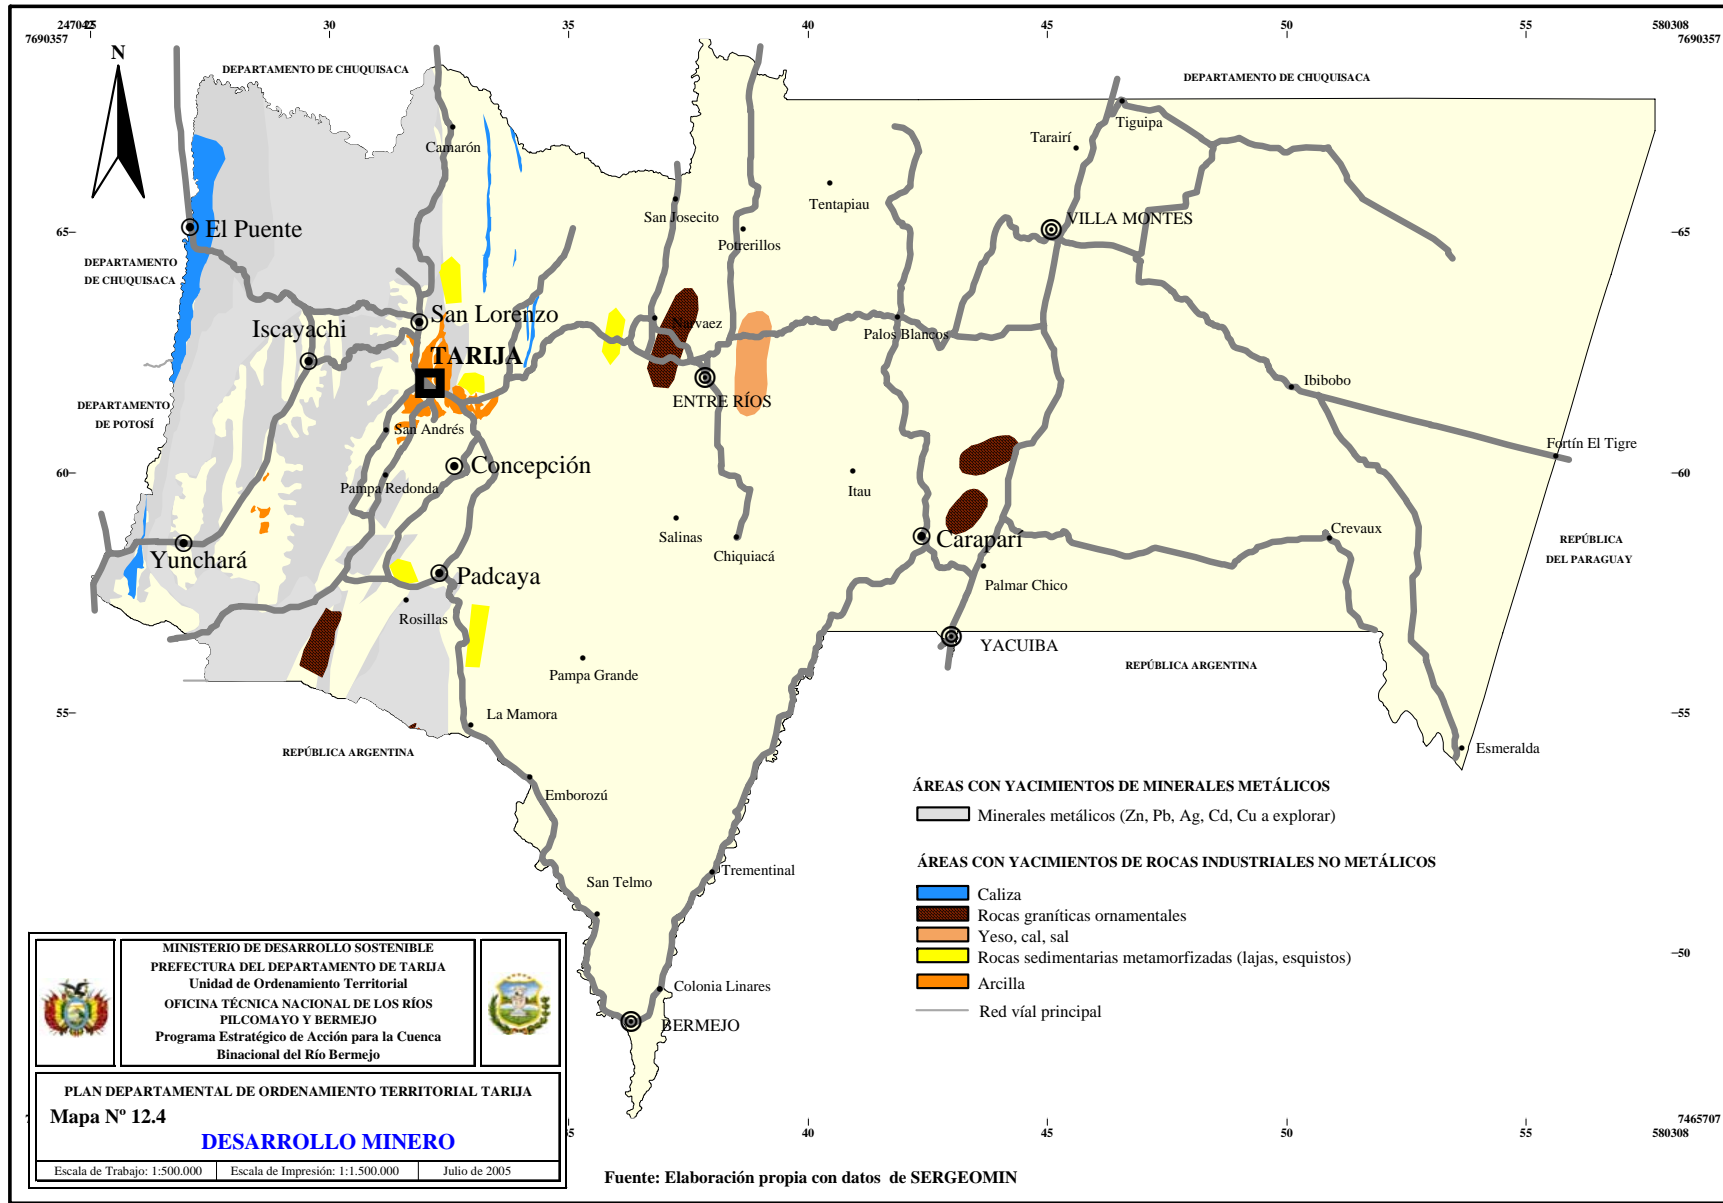 247042
25
30
35
40
45
50
55
580308
7690357
7690357
N
DEPARTAMENTO DE CHUQUISACA
DEPARTAMENTO DE CHUQUISACA
Tiguipa
Tarairí
Camarón
Tentapiau
San Josecito
VILLA MONTES
Potrerillos
El Puente
65
65
DEPARTAMENTO
DE CHUQUISACA
San Lorenzo
Iscayachi
Narvaez
Palos Blancos
TARIJA
Ibibobo
ENTRE RÍOS
DEPARTAMENTO
DE POTOSÍ
San Andrés
Fortín El Tigre
Concepción
60
60
Pampa Redonda
Itau
Salinas
Crevaux
Chiquiacá
Caraparí
REPÚBLICA
DEL PARAGUAY
Yunchará
Padcaya
Palmar Chico
Rosillas
YACUIBA
REPÚBLICA ARGENTINA
Pampa Grande
55
55
La Mamora
REPÚBLICA ARGENTINA
Esmeralda
Emborozú
Trementinal
San Telmo
Colonia Linares
BERMEJO
ÁREAS CON YACIMIENTOS DE MINERALES METÁLICOS
Minerales metálicos (Zn, Pb, Ag, Cd, Cu a explorar)
ÁREAS CON YACIMIENTOS DE ROCAS INDUSTRIALES NO METÁLICOS
Caliza
Rocas graníticas ornamentales
Yeso, cal, sal
Rocas sedimentarias metamorfizadas (lajas, esquistos)
Arcilla
Red víal principal
50
MINISTERIO DE DESARROLLO SOSTENIBLE
PREFECTURA DEL DEPARTAMENTO DE TARIJA
Unidad de Ordenamiento Territorial
OFICINA TÉCNICA NACIONAL DE LOS RÍOS
PILCOMAYO Y BERMEJO
Programa Estratégico de Acción para la Cuenca
Binacional del Río Bermejo
PLAN DEPARTAMENTAL DE ORDENAMIENTO TERRITORIAL TARIJA
Mapa Nº 12.4
DESARROLLO MINERO
Escala de Trabajo: 1:500.000
Escala de Impresión: 1:1.500.000
Julio de 2005
7465707
35
40
45
50
55
580308
Fuente: Elaboración propia con datos de SERGEOMIN